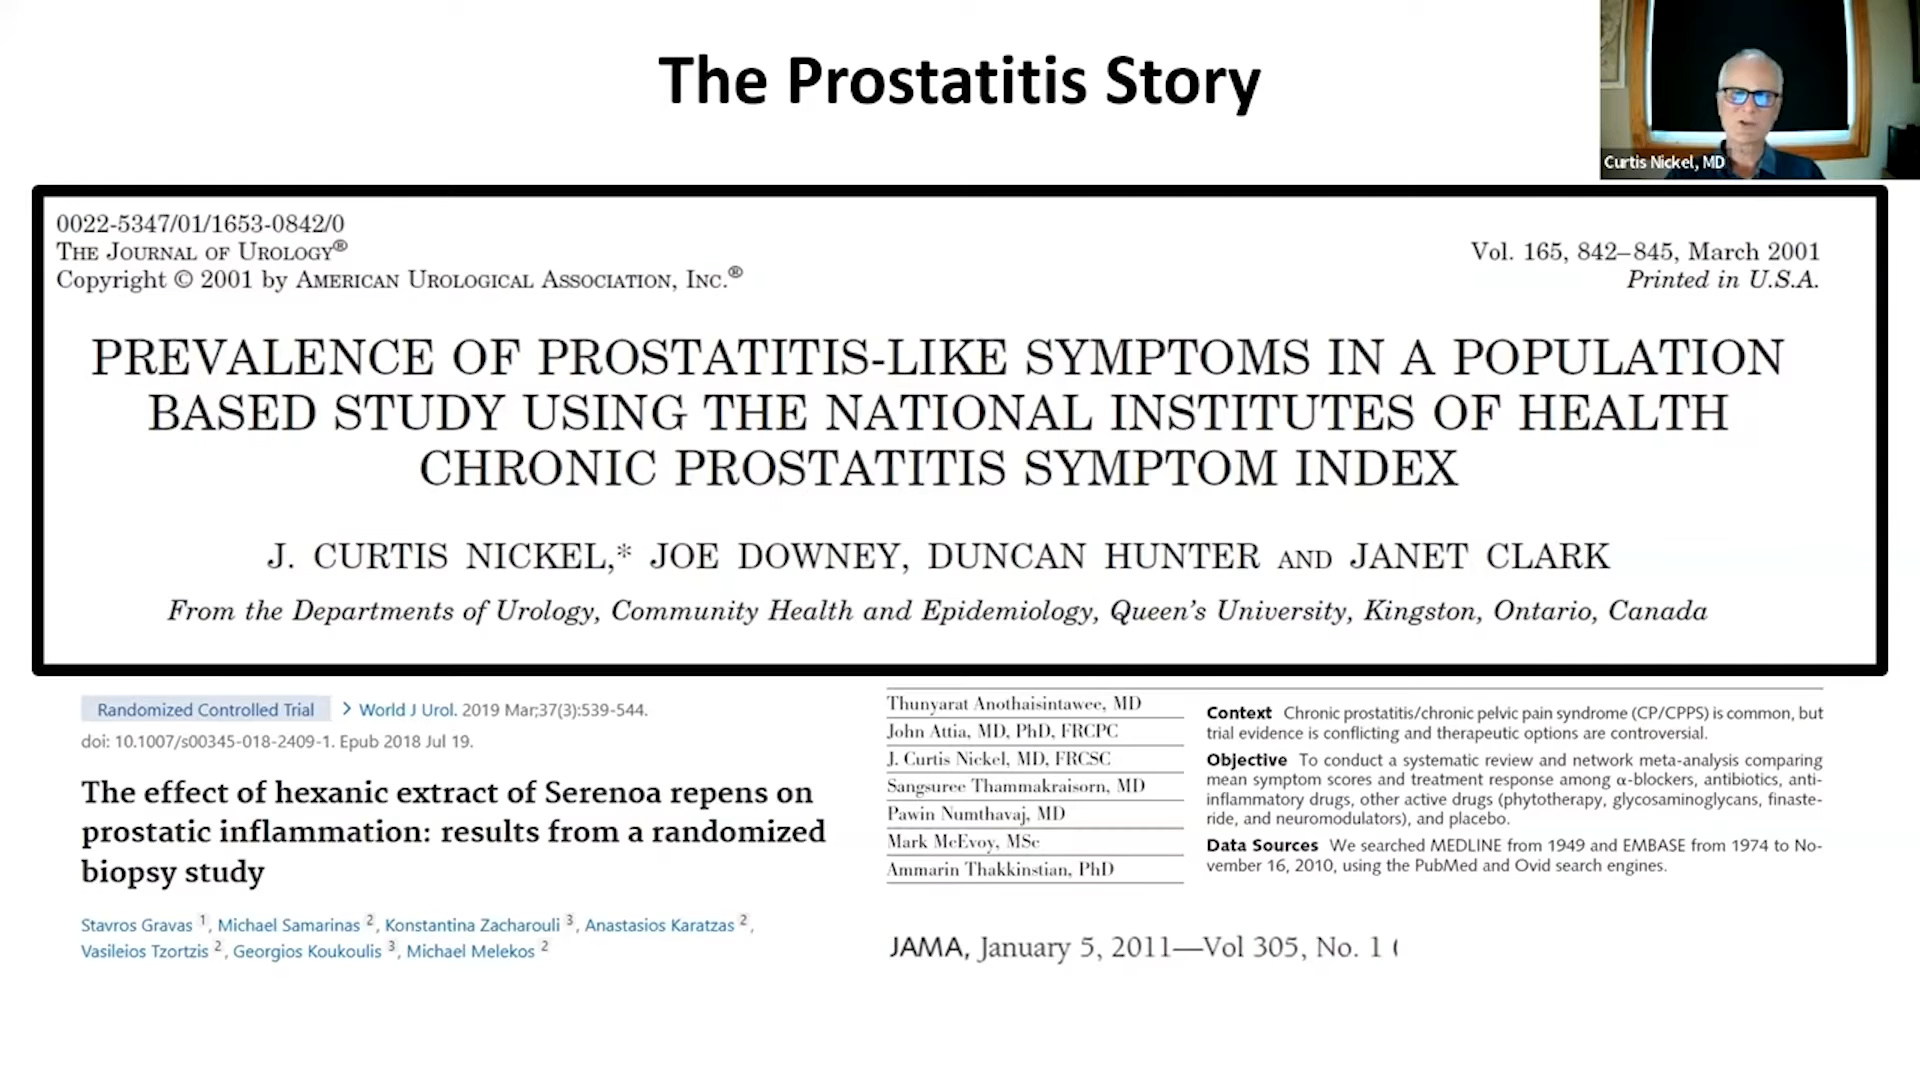 The Prostatitis Story
Curtis Nickel, MD
0022-5347/01/1653-0842/0
THE JOURNAL OF UROLOGY®
Copyright © 2001 by AMERICAN UROLOGICAL ASSOCIATION, INC.®
Vol. 165, 842–845, March 2001
Printed in U.S.A.
PREVALENCE OF PROSTATITIS-LIKE SYMPTOMS IN A POPULATION
BASED STUDY USING THE NATIONAL INSTITUTES OF HEALTH
CHRONIC PROSTATITIS SYMPTOM INDEX
J. CURTIS NICKEL,* JOE DOWNEY, DUNCAN HUNTER AND JANET CLARK
From the Departments of Urology, Community Health and Epidemiology, Queen's University, Kingston, Ontario, Canada
Randomized Controlled Trial > World J Urol. 2019 Mar;37(3):539-544.
doi: 10.1007/s00345-018-2409-1. Epub 2018 Jul 19.
The effect of hexanic extract of Serenoa repens on
prostatic inflammation: results from a randomized
biopsy study
Stavros Gravas 1, Michael Samarinas 2, Konstantina Zacharouli 3, Anastasios Karatzas 2,
Vasileios Tzortzis 2, Georgios Koukoulis 3, Michael Melekos 2
Thunyarat Anothaisintawee, MD
John Attia, MD, PhD, FRCPC
J. Curtis Nickel, MD, FRCSC
Sangsuree Thammakraisorn, MD
Pawin Numthavaj, MD
Mark McEvoy, MSc
Ammarin Thakkinstian, PhD
Context Chronic prostatitis/chronic pelvic pain syndrome (CP/CPPS) is common, but
trial evidence is conflicting and therapeutic options are controversial.
Objective To conduct a systematic review and network meta-analysis comparing
mean symptom scores and treatment response among α-blockers, antibiotics, anti-
inflammatory drugs, other active drugs (phytotherapy, glycosaminoglycans, finaste-
ride, and neuromodulators), and placebo.
Data Sources We searched MEDLINE from 1949 and EMBASE from 1974 to No-
vember 16, 2010, using the PubMed and Ovid search engines.
JAMA, January 5, 2011—Vol 305, No. 1 (